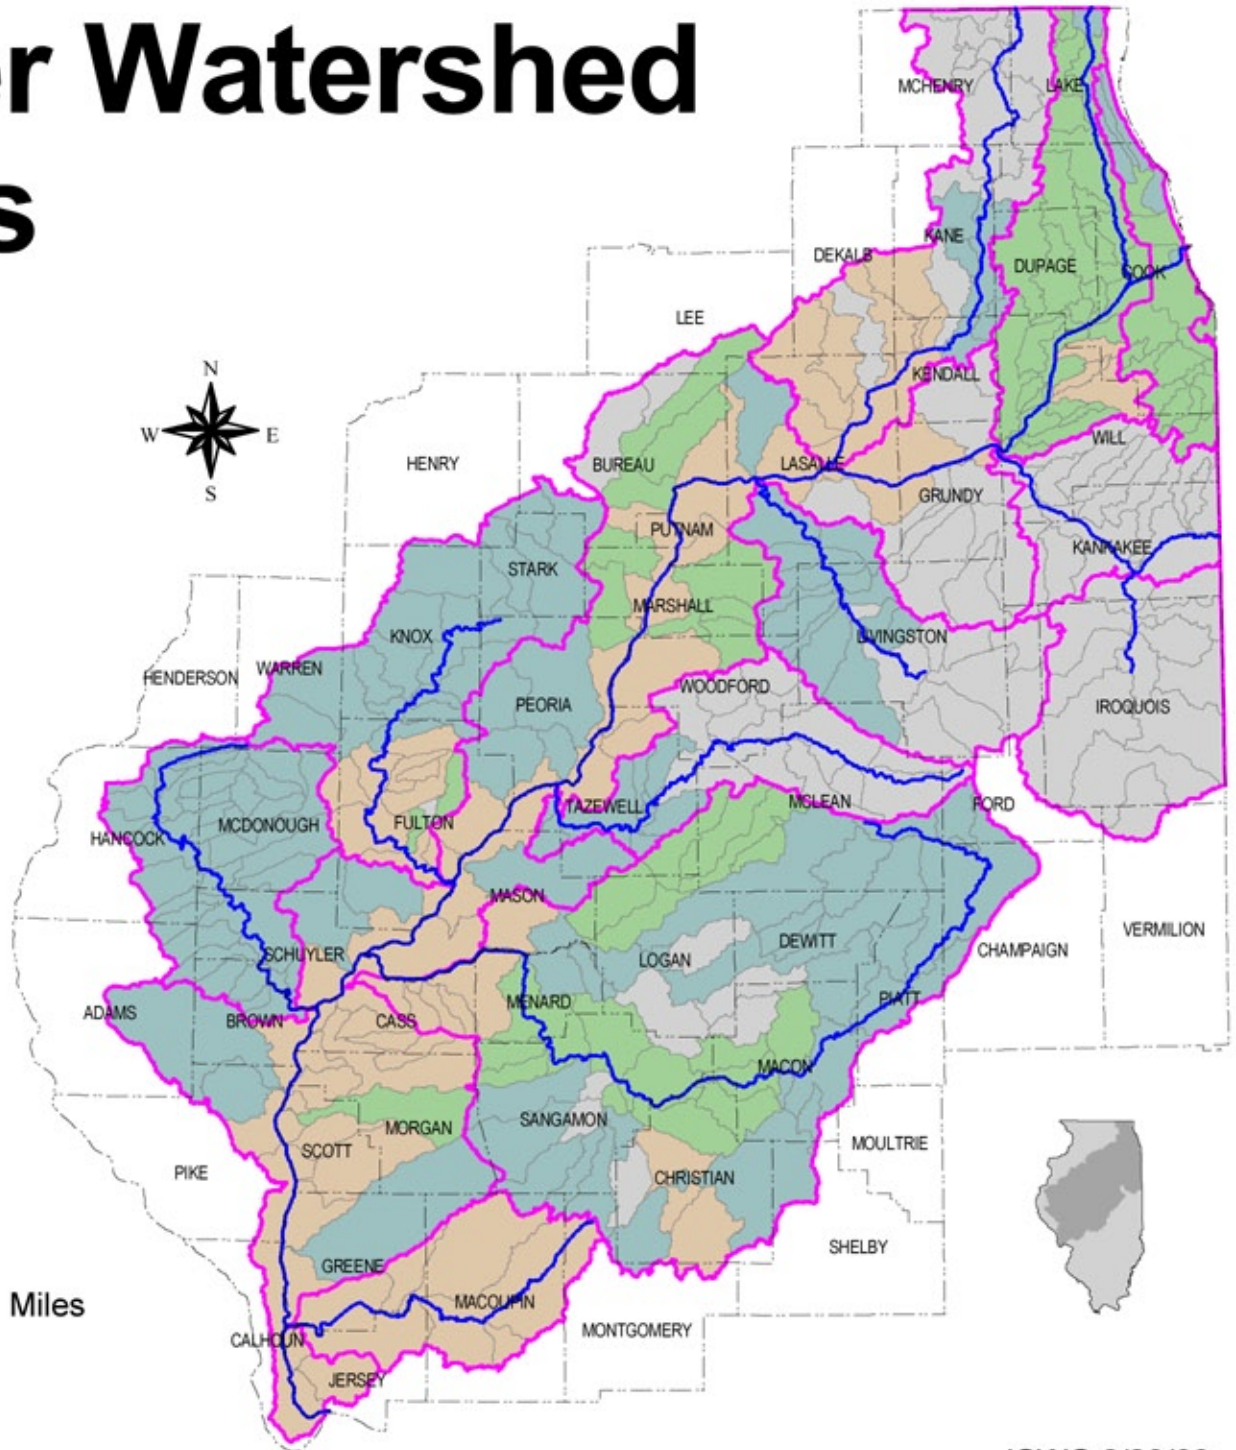 er Watershed
s
MCHENRY
LAKE
KANE
DEKALB
DUPAGE
COOK
LEE
N
W
E
S
KENDALL
WILL
HENRY
BUREAU
LASALLE
GRUNDY
PUTNAM
KANKAKEE
STARK
MARSHALL
KNOX
LIVINGSTON
HENDERSON
WARREN
WOODFORD
PEORIA
IROQUOIS
TAZEWELL
MCLEAN
FORD
HANCOCK
MCDONOUGH
FULTON
MASON
VERMILION
SCHUYLER
LOGAN
DEWITT
CHAMPAIGN
ADAMS
BROWN
CASS
MENARD
PIATT
MACON
MORGAN
SANGAMON
SCOTT
MOULTRIE
PIKE
CHRISTIAN
GREENE
SHELBY
Miles
MACOUPIN
CALHOUN
MONTGOMERY
JERSEY